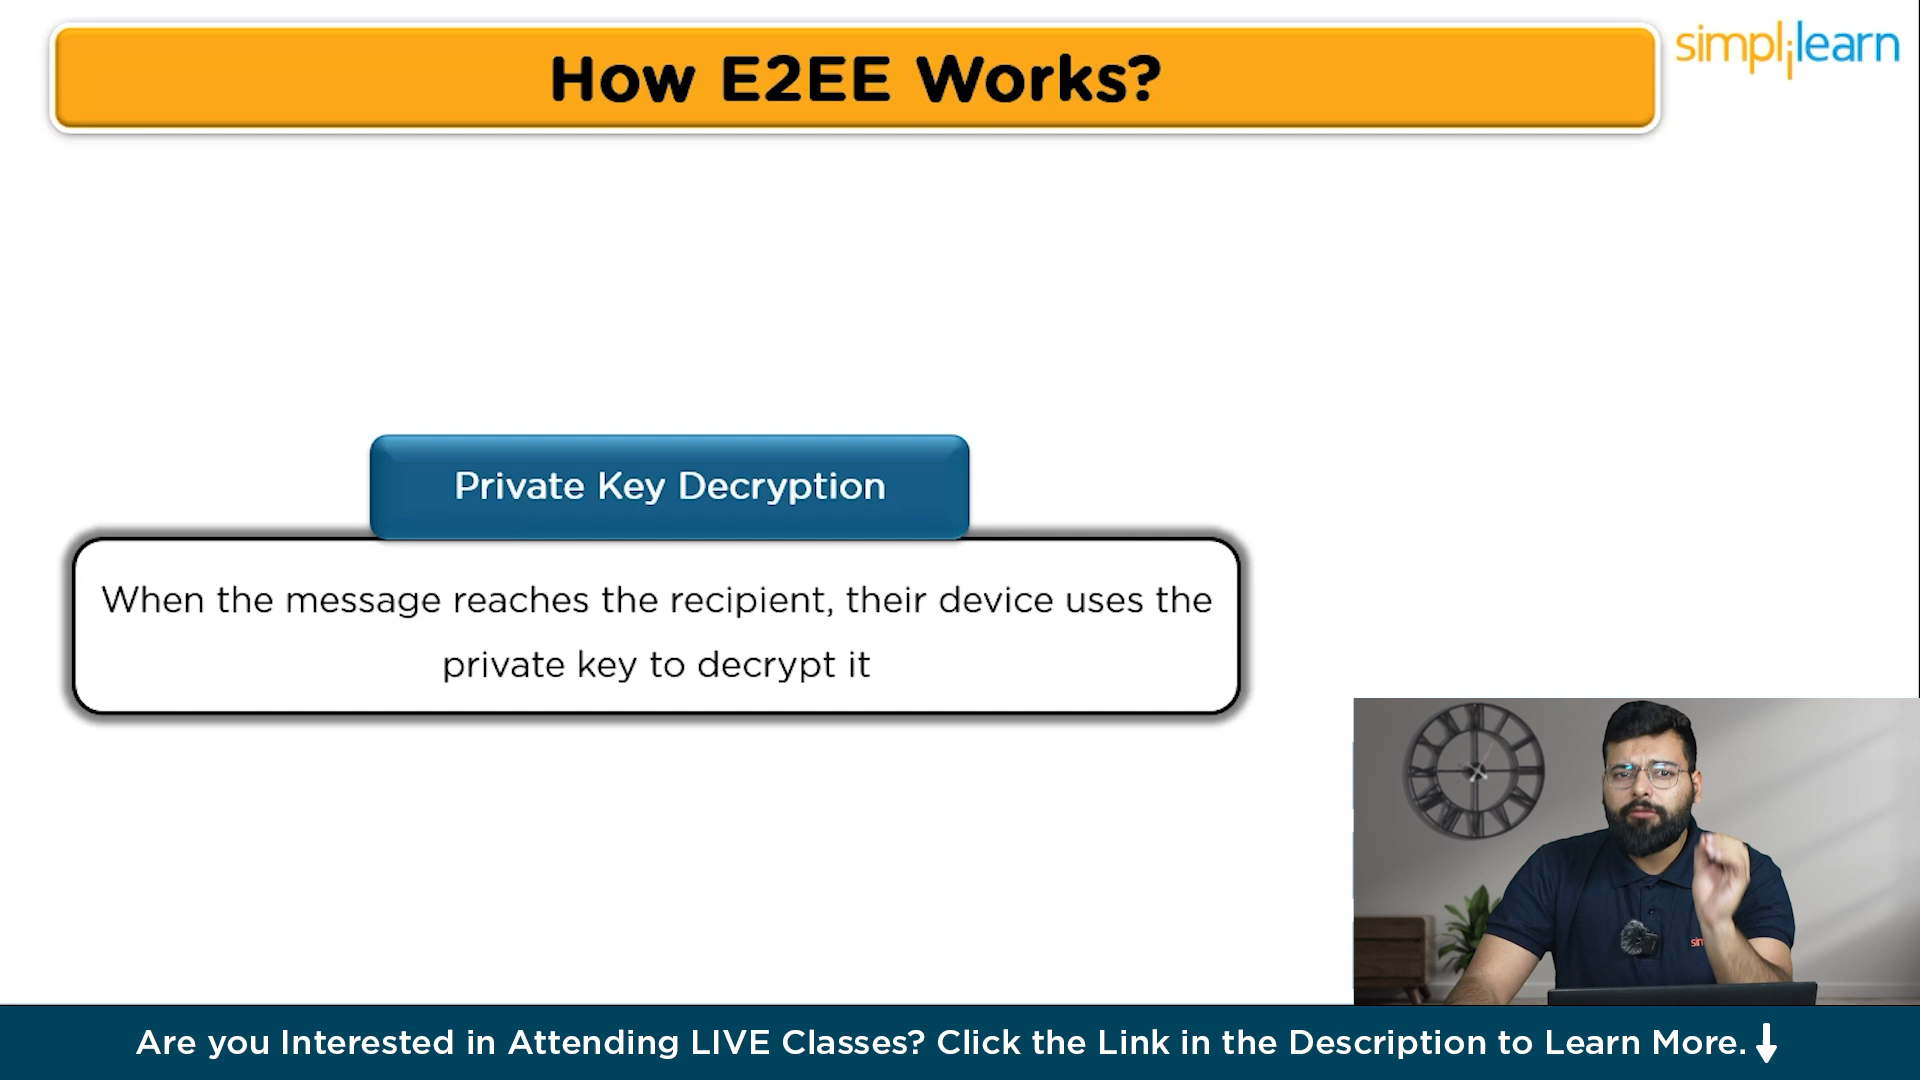 How E2EE Works?
simplilearn
Private Key Decryption
When the message reaches the recipient, their device uses the
private key to decrypt it
sim
Are you Interested in Attending LIVE Classes? Click the Link in the Description to Learn More.